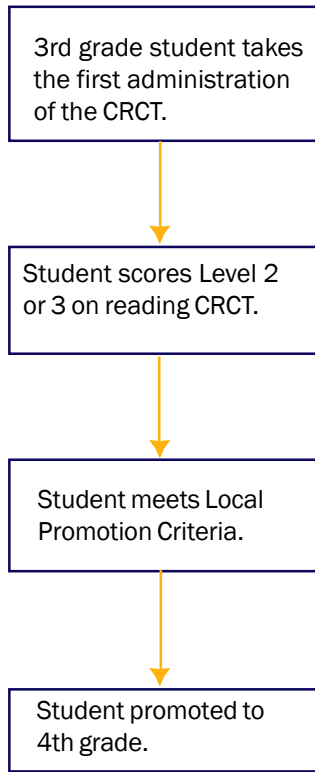 3rd grade student takes
the first administration
of the CRCT.
Student scores Level 2
or 3 on reading CRCT.
Student meets Local
Promotion Criteria.
Student promoted to
4th grade.